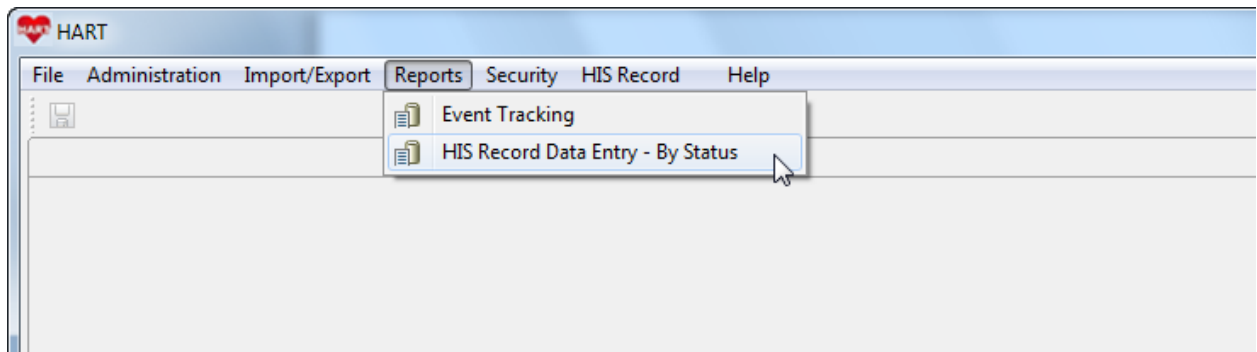 HART HART
File Administration Import/Export Reports Security HIS Record Help
Event Tracking
HIS Record Data Entry - By Status